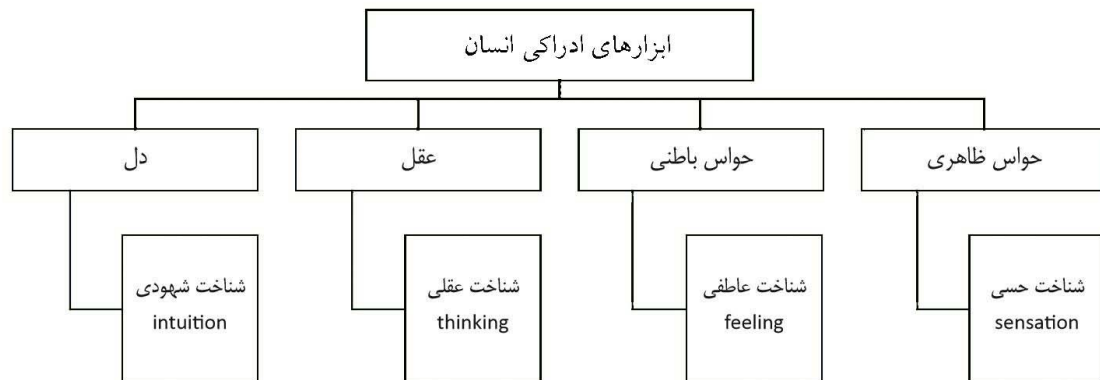 ابزارهای ادراکی انسان
حواس ظاهری
حواس باطنی
عقل
دل
شناخت حسی
sensation
شناخت عاطفی
feeling
شناخت عقلی
thinking
شناخت شهودی
intuition